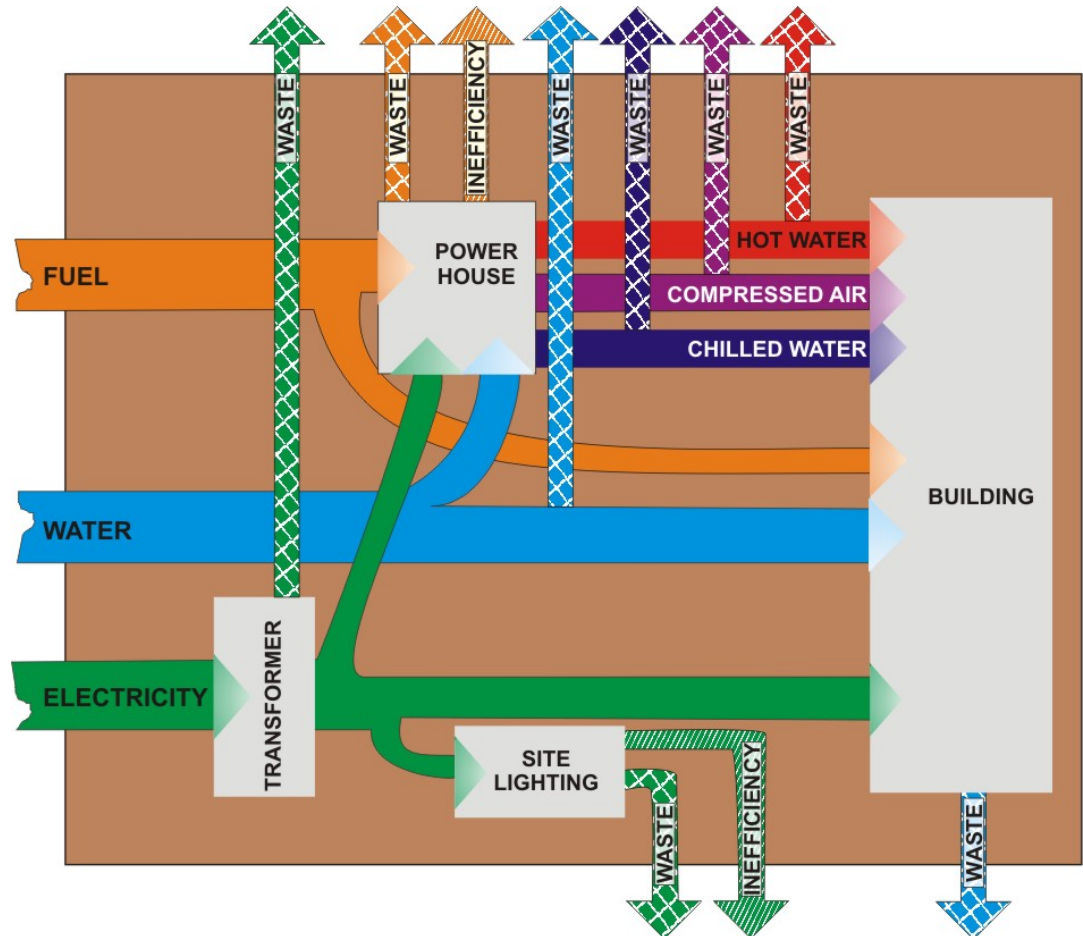 WASTE
WASTE
INEFFICIENCY
WASTE
WASTE
WASTE
WASTE
POWER
HOUSE
HOT WATER
FUEL
COMPRESSED AIR
CHILLED WATER
BUILDING
WATER
TRANSFORMER
ELECTRICITY
SITE
LIGHTING
WASTE
INEFFICIENCY
WASTE